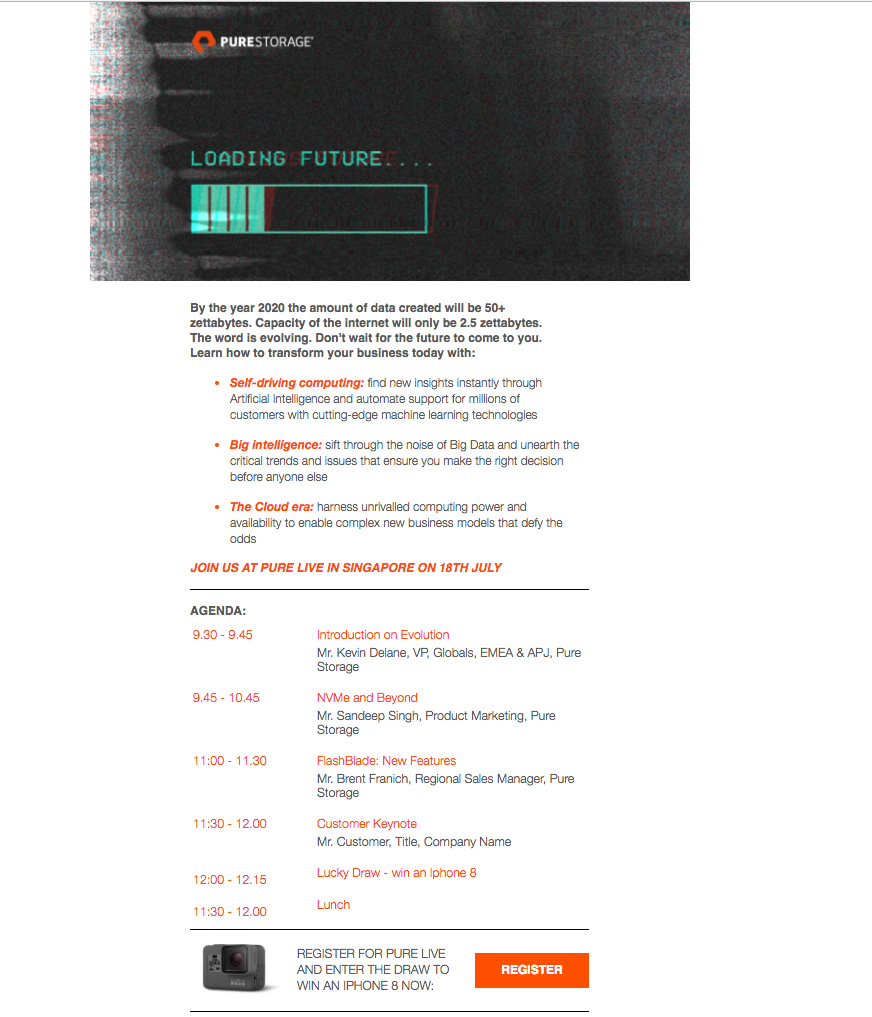 PURESTORAGE®
LOADING FUTURE....
By the year 2020 the amount of data created will be 50+
zettabytes. Capacity of the internet will only be 2.5 zettabytes.
The word is evolving. Don't wait for the future to come to you.
Learn how to transform your business today with:
• Self-driving computing: find new insights instantly through
Artificial Intelligence and automate support for millions of
customers with cutting-edge machine learning technologies
• Big intelligence: sift through the noise of Big Data and unearth the
critical trends and issues that ensure you make the right decision
before anyone else
• The Cloud era: harness unrivalled computing power and
availability to enable complex new business models that defy the
odds
JOIN US AT PURE LIVE IN SINGAPORE ON 18TH JULY
AGENDA:
9.30 - 9.45 Introduction on Evolution
Mr. Kevin Delane, VP, Globals, EMEA & APJ, Pure
Storage
9.45 - 10.45 NVMe and Beyond
Mr. Sandeep Singh, Product Marketing, Pure
Storage
11:00 - 11.30 FlashBlade: New Features
Mr. Brent Franich, Regional Sales Manager, Pure
Storage
11:30 - 12.00 Customer Keynote
Mr. Customer, Title, Company Name
12:00 - 12.15 Lucky Draw - win an Iphone 8
11:30 - 12.00 Lunch
REGISTER FOR PURE LIVE
AND ENTER THE DRAW TO
WIN AN IPHONE 8 NOW:
REGISTER